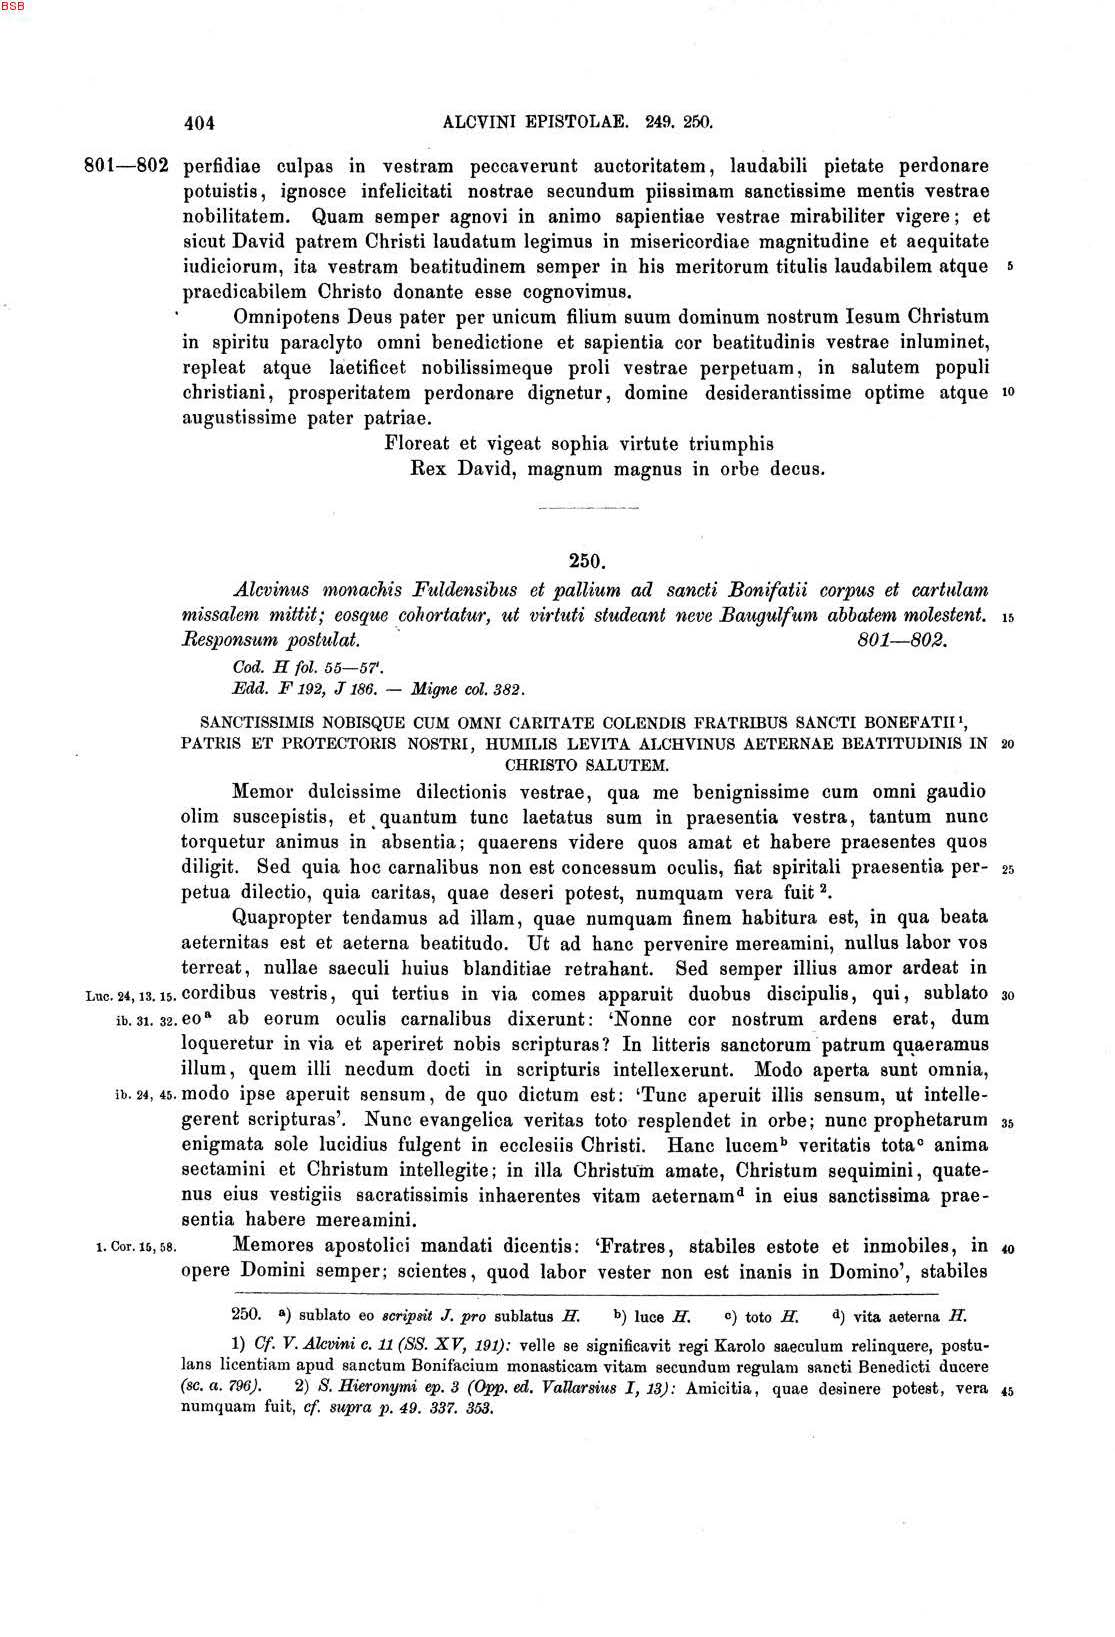 BSB
404 ALCVINI EPISTOLAE. 249. 250.
801—802 perfidiae culpas in vestram peccaverunt auctoritatem, laudabili pietate perdonare
potuistis, ignosce infelicitati nostrae secundum piissimam sanctissime mentis vestrae
nobilitatem. Quam semper agnovi in animo sapientiae vestrae mirabiliter vigere; et
sicut David patrem Christi laudatum legimus in misericordiae magnitudine et aequitate
iudiciorum, ita vestram beatitudinem semper in his meritorum titulis laudabilem atque 5
praedicabilem Christo donante esse cognovimus.
Omnipotens Deus pater per unicum filium suum dominum nostrum Iesum Christum
in spiritu paraclyto omni benedictione et sapientia cor beatitudinis vestrae inluminet,
repleat atque laetificet nobilissimeque proli vestrae perpetuam, in salutem populi
christiani, prosperitatem perdonare dignetur, domine desiderantissime optime atque 10
augustissime pater patriae.
Floreat et vigeat sophia virtute triumphis
Rex David, magnum magnus in orbe decus.
250.
Alcvinus monachis Fuldensibus et pallium ad sancti Bonifatii corpus et cartulam
missalem mittit; eosque cohortatur, ut virtuti studeant neve Baugulfum abbatem molestent. 15
Responsum postulat. 801—802.
Cod. H fol. 55—57'.
Edd. F 192, J 186. — Migne col. 382.
SANCTISSIMIS NOBISQUE CUM OMNI CARITATE COLENDIS FRATRIBUS SANCTI BONEFATII¹,
PATRIS ET PROTECTORIS NOSTRI, HUMILIS LEVITA ALCHVINUS AETERNAE BEATITUDINIS IN 20
CHRISTO SALUTEM.
Memor dulcissime dilectionis vestrae, qua me benignissime cum omni gaudio
olim suscepistis, et quantum tunc laetatus sum in praesentia vestra, tantum nunc
torquetur animus in absentia; quaerens videre quos amat et habere praesentes quos
diligit. Sed quia hoc carnalibus non est concessum oculis, fiat spiritali praesentia per- 25
petua dilectio, quia caritas, quae deseri potest, numquam vera fuit ².
Quapropter tendamus ad illam, quae numquam finem habitura est, in qua beata
aeternitas est et aeterna beatitudo. Ut ad hanc pervenire mereamini, nullus labor vos
terreat, nullae saeculi huius blanditiae retrahant. Sed semper illius amor ardeat in
Luc. 24, 13. 15. cordibus vestris, qui tertius in via comes apparuit duobus discipulis, qui, sublato 30
ib. 31. 32. eoᵃ ab eorum oculis carnalibus dixerunt: ‘Nonne cor nostrum ardens erat, dum
loqueretur in via et aperiret nobis scripturas? In litteris sanctorum patrum quaeramus
illum, quem illi necdum docti in scripturis intellexerunt. Modo aperta sunt omnia,
ib. 24, 45. modo ipse aperuit sensum, de quo dictum est: ‘Tunc aperuit illis sensum, ut intelle-
gerent scripturas’. Nunc evangelica veritas toto resplendet in orbe; nunc prophetarum 35
enigmata sole lucidius fulgent in ecclesiis Christi. Hanc lucemᵇ veritatis totaᶜ anima
sectamini et Christum intellegite; in illa Christum amate, Christum sequimini, quate-
nus eius vestigiis sacratissimis inhaerentes vitam aeternamᵈ in eius sanctissima prae-
sentia habere mereamini.
1. Cor. 15, 58. Memores apostolici mandati dicentis: ‘Fratres, stabiles estote et inmobiles, in 40
opere Domini semper; scientes, quod labor vester non est inanis in Domino’, stabiles
250. ᵃ) sublato eo scripsit J. pro sublatus H. ᵇ) luce H. ᶜ) toto H. ᵈ) vita aeterna H.
1) Cf. V. Alcvini c. 11 (SS. XV, 191): velle se significavit regi Karolo saeculum relinquere, postu-
lans licentiam apud sanctum Bonifacium monasticam vitam secundum regulam sancti Benedicti ducere
(sc. a. 796). 2) S. Hieronymi ep. 3 (Opp. ed. Vallarsius I, 13): Amicitia, quae desinere potest, vera 45
numquam fuit, cf. supra p. 49. 337. 353.